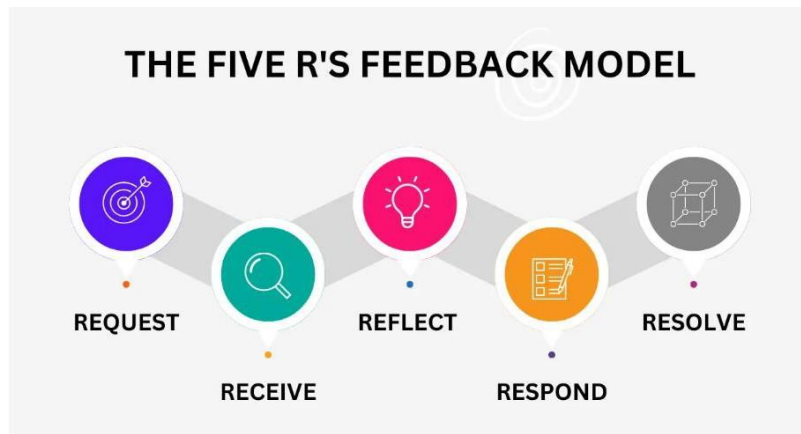 THE FIVE R'S FEEDBACK MODEL
REQUEST
RECEIVE
REFLECT
RESPOND
RESOLVE